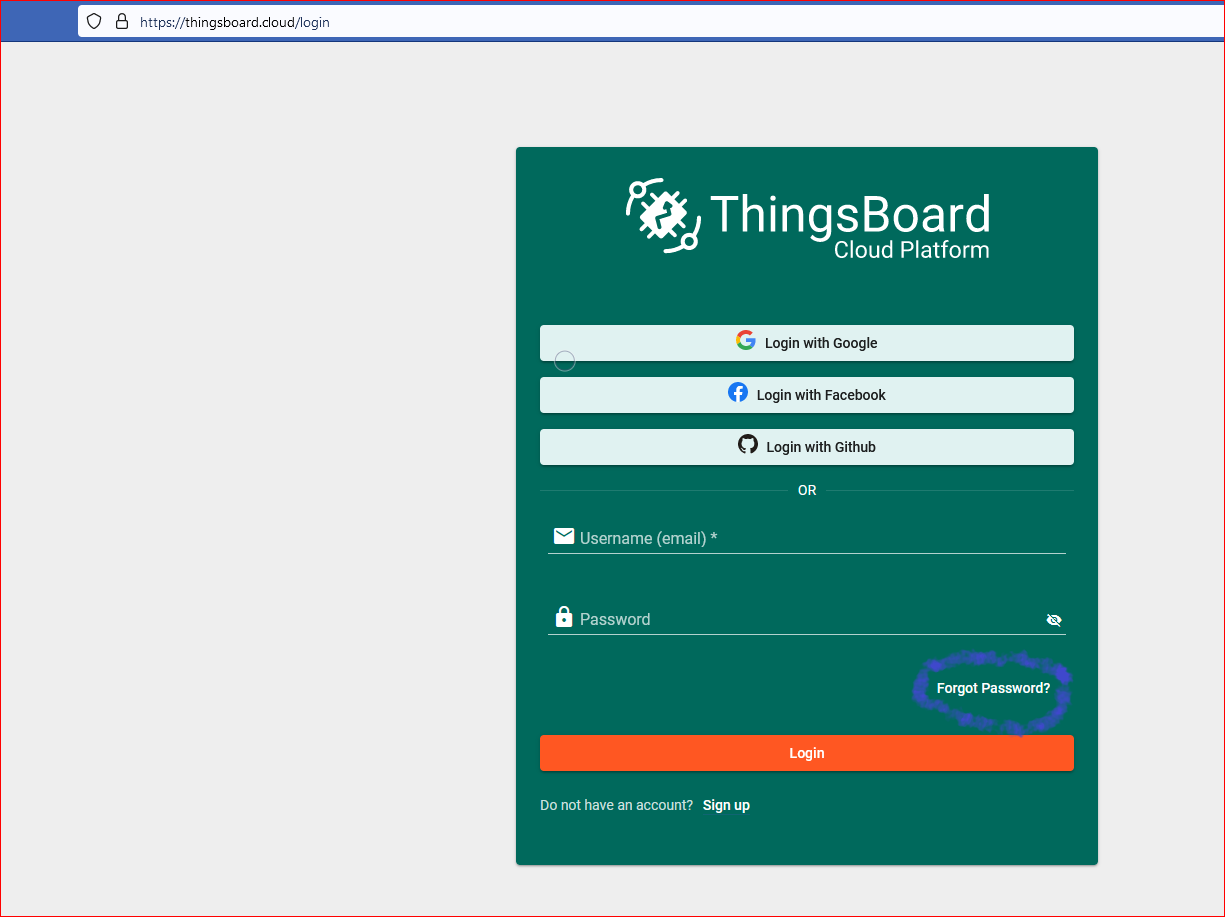 https://thingsboard.cloud/login
ThingsBoard
Cloud Platform
Login with Google
Login with Facebook
Login with Github
OR
Username (email) *
Password
Forgot Password?
Login
Do not have an account? Sign up